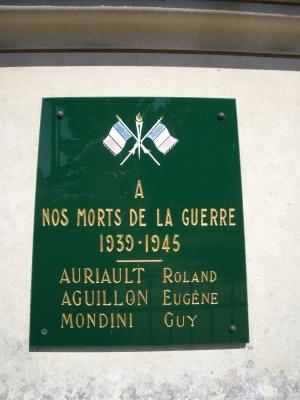 A
NOS MORTS DE LA GUERRE
1939-1945
AURIAULT ROLAND
AGUILLON EUGÈNE
MONDINI GUY